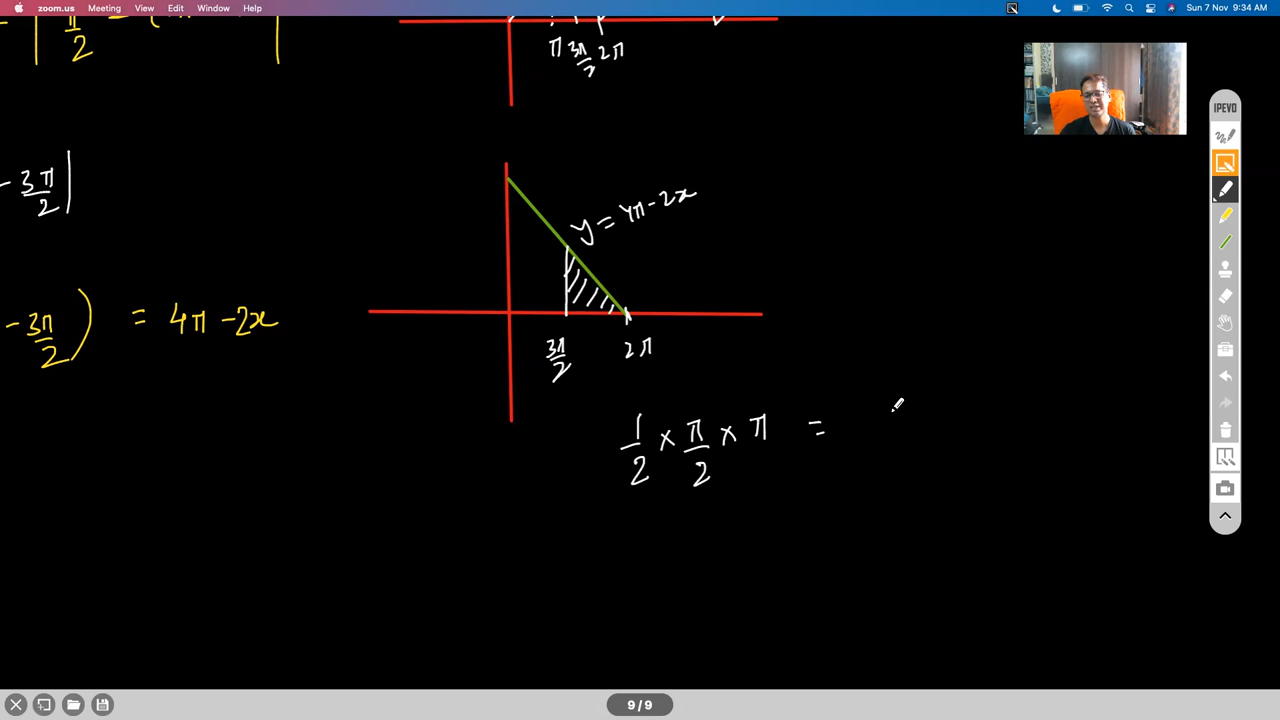 zoom.us Meeting View Edit Window Help Sun 7 Nov 9:34 AM
π/2
π 3π/2 2π
IPEVO
- 3π/2 |
y = 4π - 2x
- 3π/2 ) = 4π - 2x
3π/2 2π
1/2 × π/2 × π =
9/9